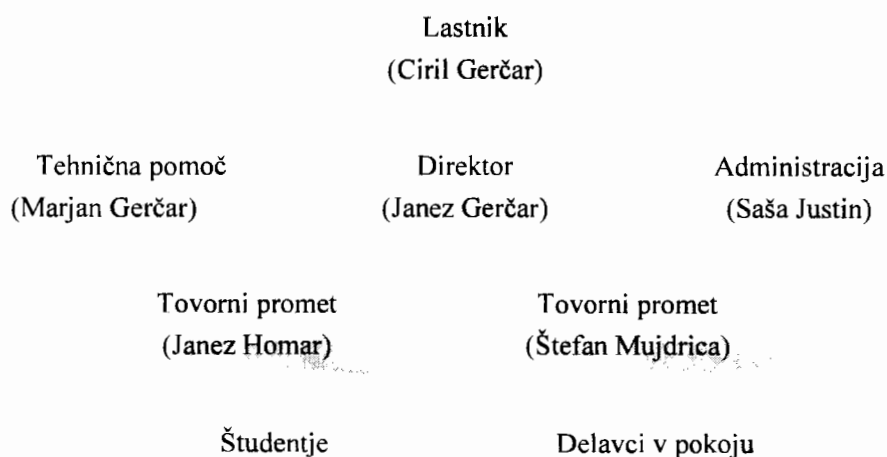 Lastnik
(Ciril Gerčar)
Tehnična pomoč Direktor Administracija
(Marjan Gerčar) (Janez Gerčar) (Saša Justin)
Tovorni promet Tovorni promet
(Janez Homar) (Štefan Mujdrica)
Študentje Delavci v pokoju